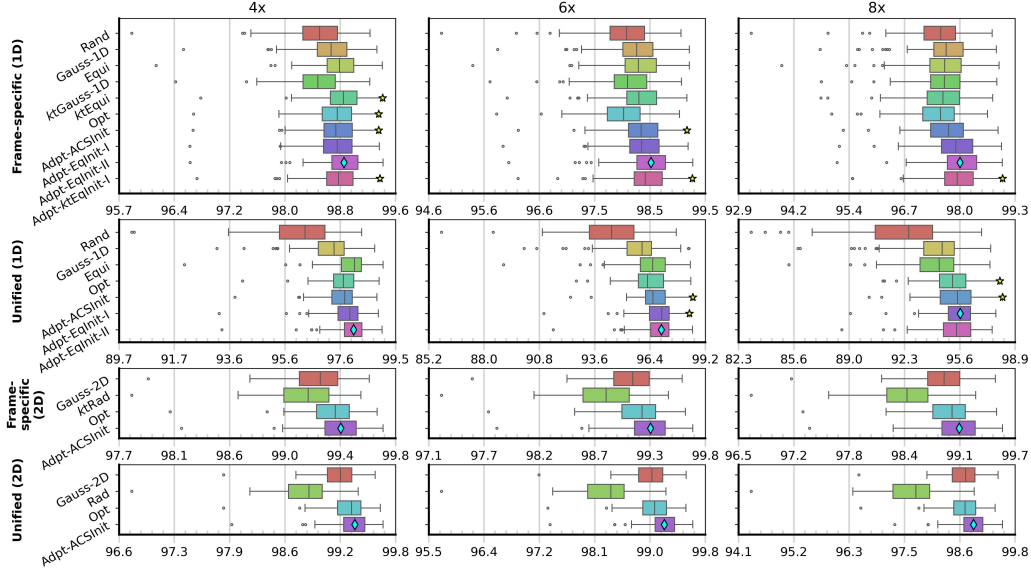 4x 6x 8x
Frame-specific (1D)
Rand
Gauss-1D
Equi
ktGauss-1D
ktEqui
Opt
Adpt-ACSInit
Adpt-EqInit-I
Adpt-EqInit-II
Adpt-ktEqInit-I
95.7 96.4 97.2 98.0 98.8 99.6 94.6 95.6 96.6 97.5 98.5 99.5 92.9 94.2 95.4 96.7 98.0 99.3
Unified (1D)
Rand
Gauss-1D
Equi
Opt
Adpt-ACSInit
Adpt-EqInit-I
Adpt-EqInit-II
89.7 91.7 93.6 95.6 97.6 99.5 85.2 88.0 90.8 93.6 96.4 99.2 82.3 85.6 89.0 92.3 95.6 98.9
Frame-
specific
(2D)
Gauss-2D
ktRad
Opt
Adpt-ACSInit
97.7 98.1 98.6 99.0 99.4 99.8 97.1 97.6 98.2 98.7 99.2 99.8 96.5 97.2 97.8 98.4 99.1 99.7
Unified (2D)
Gauss-2D
Rad
Opt
Adpt-ACSInit
96.6 97.3 97.9 98.6 99.2 99.8 95.5 96.4 97.2 98.1 99.0 99.8 94.1 95.2 96.3 97.5 98.6 99.8